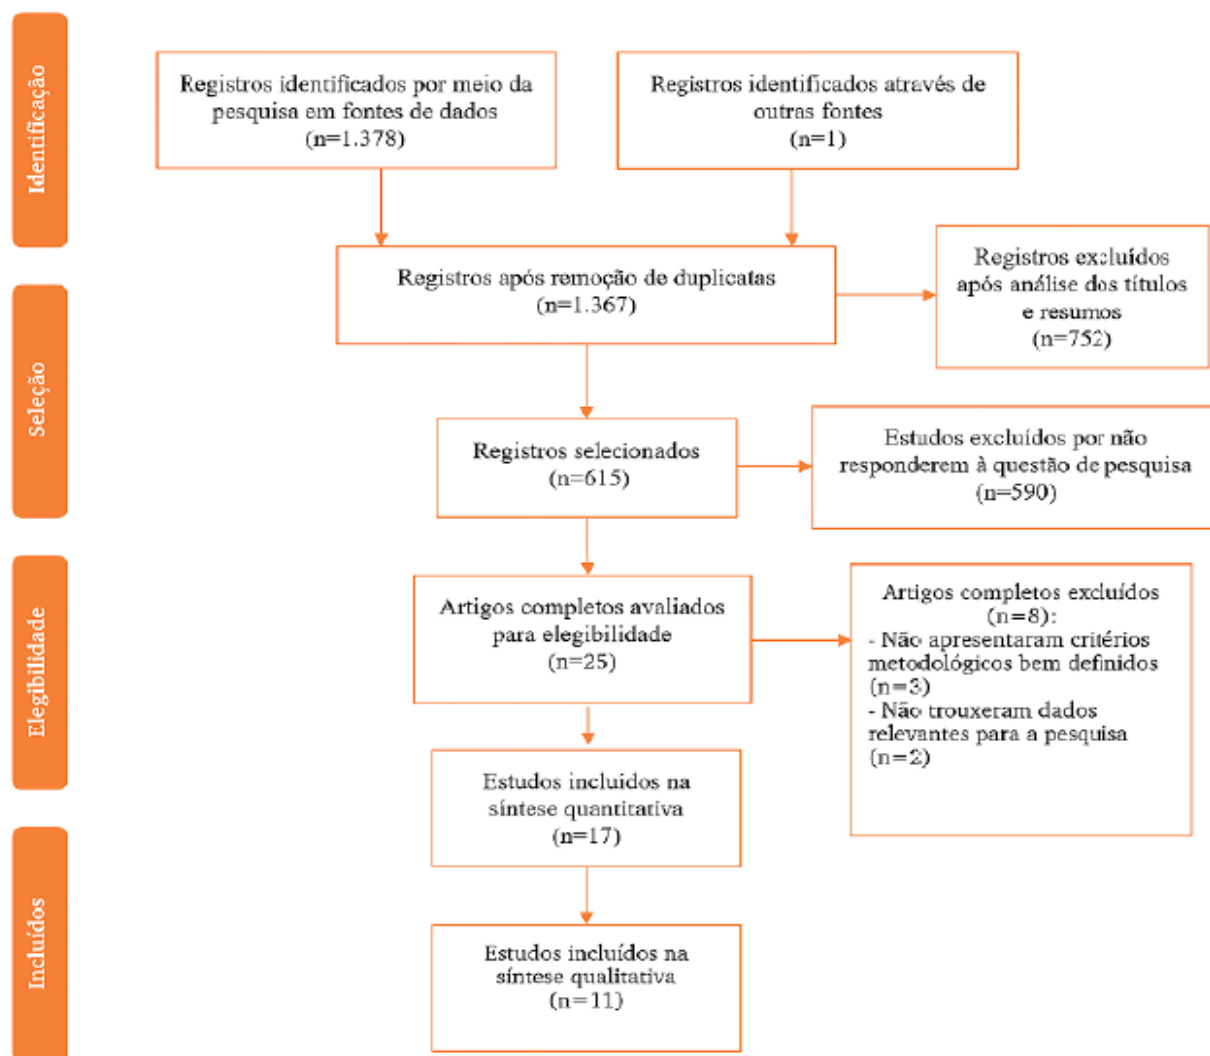 Identificação
Registros identificados por meio da
pesquisa em fontes de dados
(n=1.378)
Registros identificados através de
outras fontes
(n=1)
Registros após remoção de duplicatas
(n=1.367)
Registros excluídos
após análise dos títulos
e resumos
(n=752)
Seleção
Registros selecionados
(n=615)
Estudos excluídos por não
responderem à questão de pesquisa
(n=590)
Elegibilidade
Artigos completos avaliados
para elegibilidade
(n=25)
Artigos completos excluídos
(n=8):
- Não apresentaram critérios
metodológicos bem definidos
(n=3)
- Não trouxeram dados
relevantes para a pesquisa
(n=2)
Estudos incluidos na
síntese quantitativa
(n=17)
Incluídos
Estudos incluídos na
síntese qualitativa
(n=11)